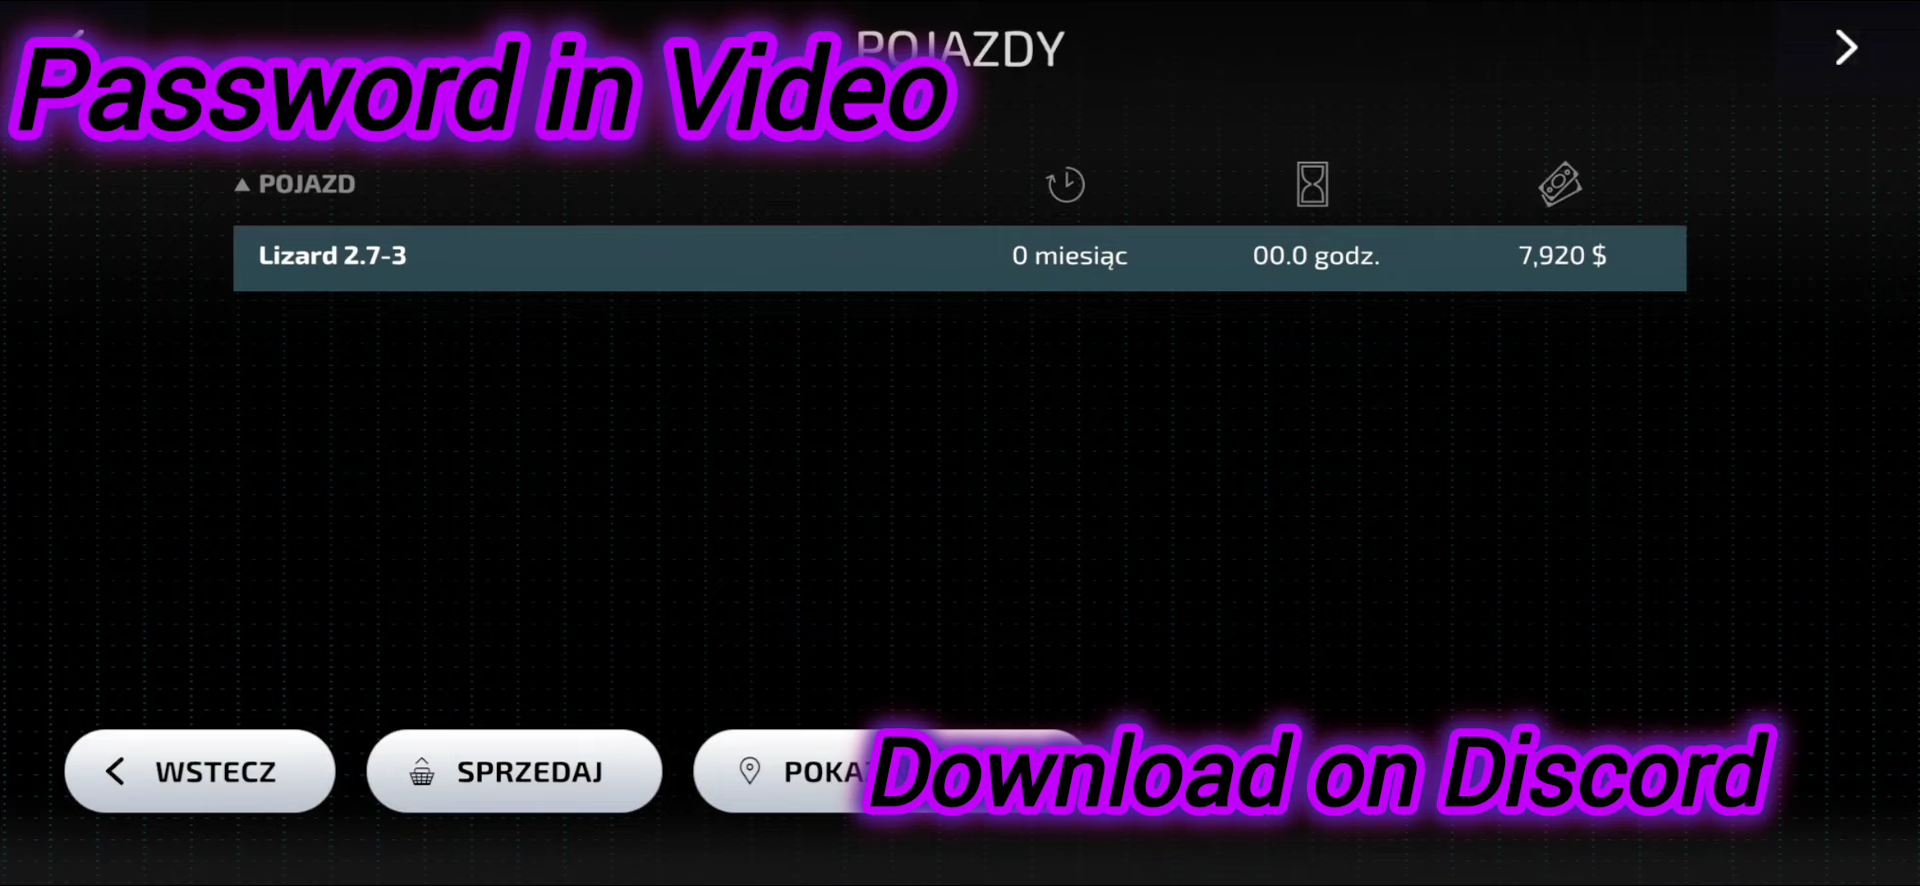 POJAZDY
Password in Video
POJAZD
Lizard 2.7-3 0 miesiąc 00.0 godz. 7,920 $
WSTECZ SPRZEDAJ
Download on Discord